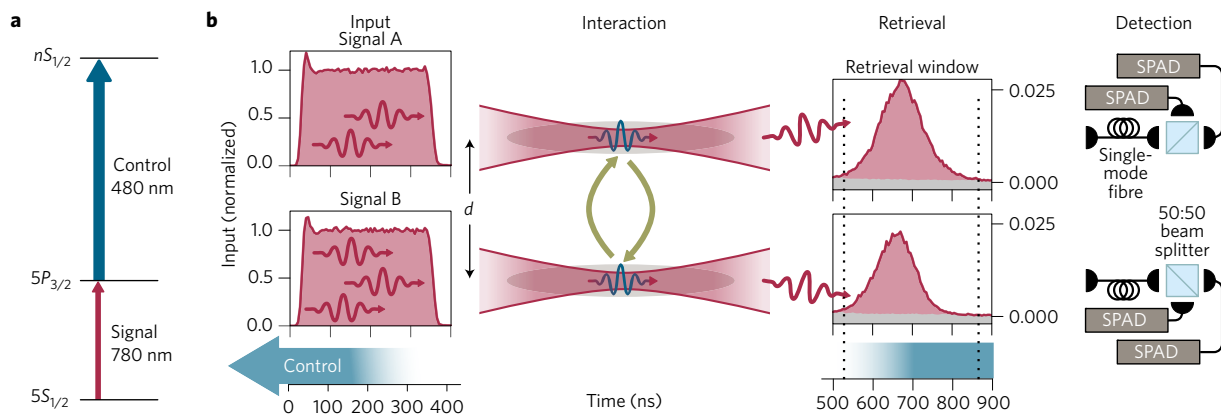 a
nS1/2
Control
480 nm
5P3/2
Signal
780 nm
5S1/2
b
Input
Signal A
Input (normalized)
1.0
0.5
0.0
Signal B
1.0
0.5
0.0
Control
0 100 200 300 400
Interaction
d
Time (ns)
Retrieval
Retrieval window
0.025
0.000
0.025
0.000
500 600 700 800 900
Detection
SPAD
SPAD
Single-
mode
fibre
50:50
beam
splitter
SPAD
SPAD